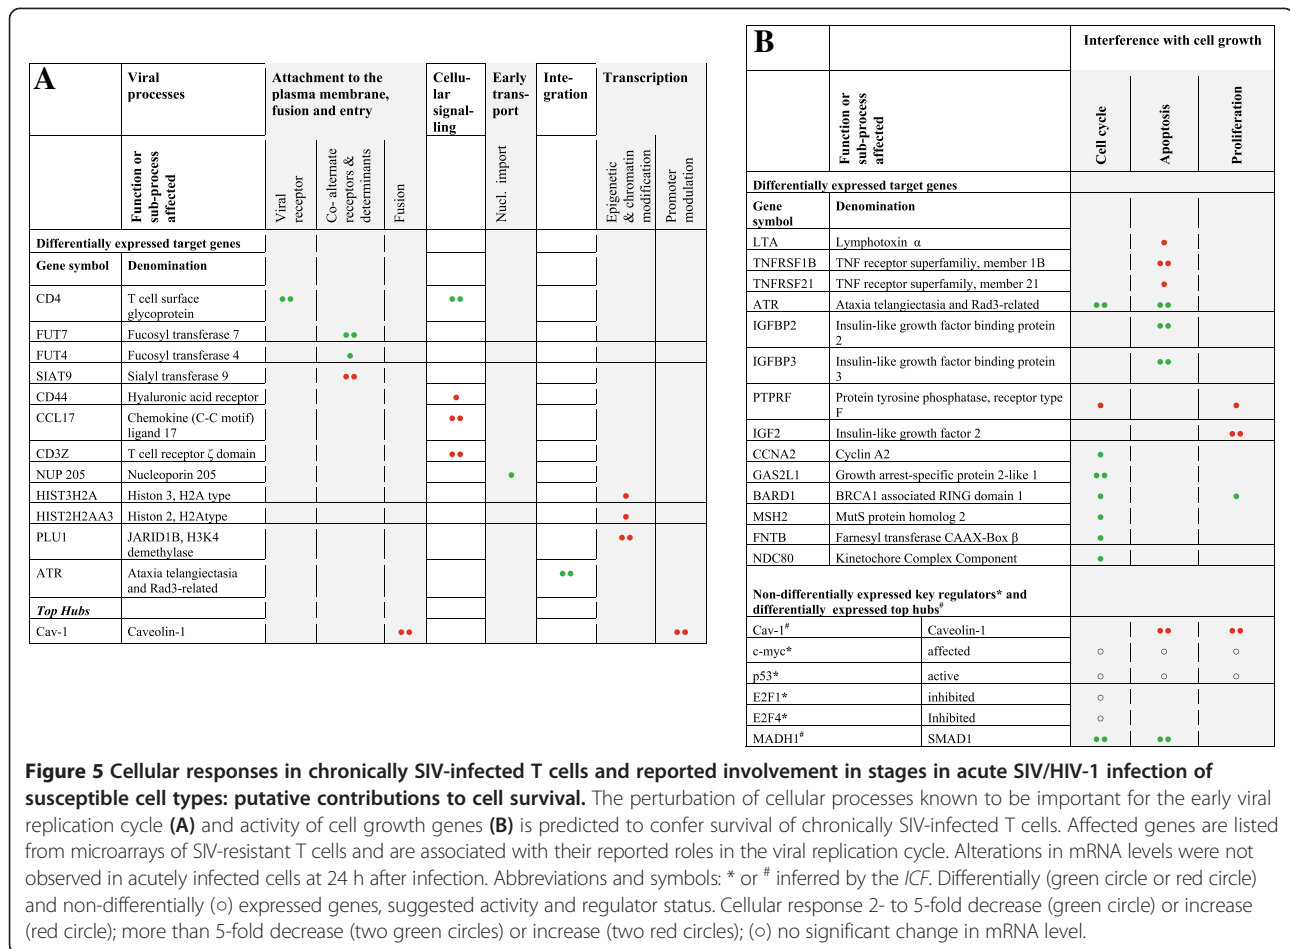 A
Viral
processes
Attachment to the
plasma membrane,
fusion and entry
Cellu-
lar
signal-
ling
Early
trans-
port
Inte-
gration
Transcription
Function or
sub-process
affected
Viral
receptor
Co- alternate
receptors &
determinants
Fusion
Nucl. import
Epigenetic
& chromatin
modification
Promoter
modulation
Differentially expressed target genes
Gene symbol Denomination
CD4 T cell surface ●● ●●
glycoprotein
FUT7 Fucosyl transferase 7 ●●
FUT4 Fucosyl transferase 4 ●
SIAT9 Sialyl transferase 9 ●●
CD44 Hyaluronic acid receptor ●
CCL17 Chemokine (C-C motif) ●●
ligand 17
CD3Z T cell receptor ζ domain ●●
NUP 205 Nucleoporin 205 ●
HIST3H2A Histon 3, H2A type ●
HIST2H2AA3 Histon 2, H2Atype ●
PLU1 JARID1B, H3K4 ●●
demethylase
ATR Ataxia telangiectasia ●●
and Rad3-related
Top Hubs
Cav-1 Caveolin-1 ●● ●●
B
Interference with cell growth
Function or
sub-process
affected
Cell cycle
Apoptosis
Proliferation
Differentially expressed target genes
Gene Denomination
symbol
LTA Lymphotoxin α ●
TNFRSF1B TNF receptor superfamiliy, member 1B ●●
TNFRSF21 TNF receptor superfamily, member 21 ●
ATR Ataxia telangiectasia and Rad3-related ●● ●●
IGFBP2 Insulin-like growth factor binding protein ●●
2
IGFBP3 Insulin-like growth factor binding protein ●●
3
PTPRF Protein tyrosine phosphatase, receptor type ● ●
F
IGF2 Insulin-like growth factor 2 ●●
CCNA2 Cyclin A2 ●
GAS2L1 Growth arrest-specific protein 2-like 1 ●●
BARD1 BRCA1 associated RING domain 1 ● ●
MSH2 MutS protein homolog 2 ●
FNTB Farnesyl transferase CAAX-Box β ●
NDC80 Kinetochore Complex Component ●
Non-differentially expressed key regulators* and
differentially expressed top hubs#
Cav-1# Caveolin-1 ●● ●●
c-myc* affected ○ ○ ○
p53* active ○ ○ ○
E2F1* inhibited ○
E2F4* Inhibited ○
MADH1# SMAD1 ●● ●●
Figure 5 Cellular responses in chronically SIV-infected T cells and reported involvement in stages in acute SIV/HIV-1 infection of
susceptible cell types: putative contributions to cell survival. The perturbation of cellular processes known to be important for the early viral
replication cycle (A) and activity of cell growth genes (B) is predicted to confer survival of chronically SIV-infected T cells. Affected genes are listed
from microarrays of SIV-resistant T cells and are associated with their reported roles in the viral replication cycle. Alterations in mRNA levels were not
observed in acutely infected cells at 24 h after infection. Abbreviations and symbols: * or # inferred by the ICF. Differentially (green circle or red circle)
and non-differentially (○) expressed genes, suggested activity and regulator status. Cellular response 2- to 5-fold decrease (green circle) or increase
(red circle); more than 5-fold decrease (two green circles) or increase (two red circles); (○) no significant change in mRNA level.